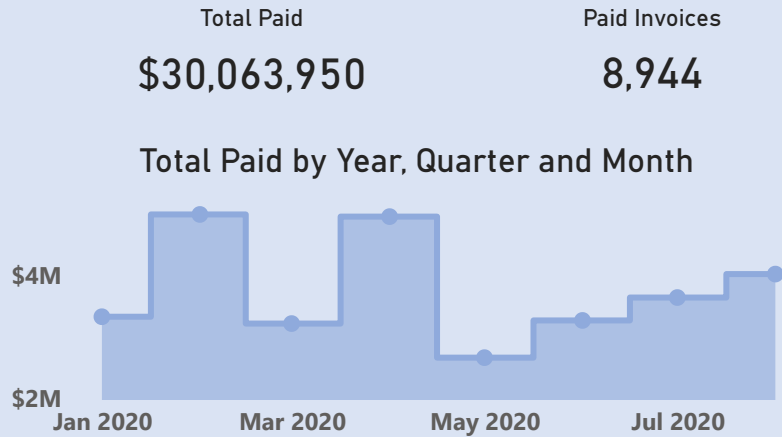 Total Paid
Paid Invoices
$30,063,950
8,944
Total Paid by Year, Quarter and Month
$4M
$2M
Jan 2020
Mar 2020
May 2020
Jul 2020